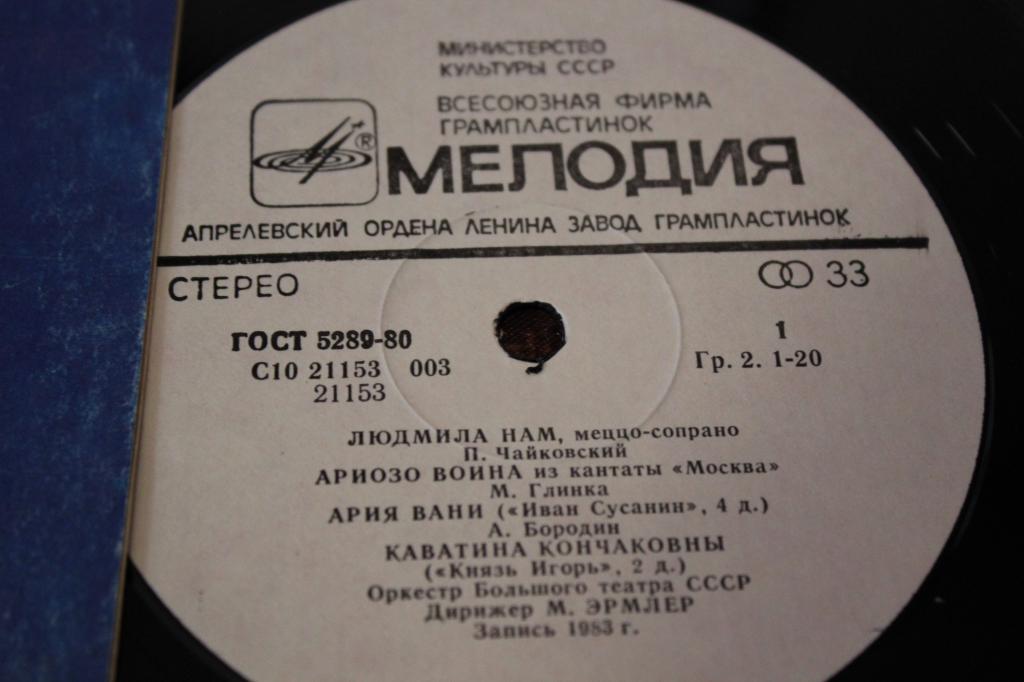 МИНИСТЕРСТВО
КУЛЬТУРЫ СССР
ВСЕСОЮЗНАЯ ФИРМА
ГРАМПЛАСТИНОК
®
МЕЛОДИЯ
АПРЕЛЕВСКИЙ ОРДЕНА ЛЕНИНА ЗАВОД ГРАМПЛАСТИНОК
СТЕРЕО
33
ГОСТ 5289-80
С10 21153 003
21153
1
Гр. 2. 1-20
ЛЮДМИЛА НАМ, меццо-сопрано
П. Чайковский
АРИОЗО ВОИНА из кантаты «Москва»
М. Глинка
АРИЯ ВАНИ («Иван Сусанин», 4 д.)
А. Бородин
КАВАТИНА КОНЧАКОВНЫ
(«Князь Игорь», 2 д.)
Оркестр Большого театра СССР
Дирижер М. ЭРМЛЕР
Запись 1983 г.